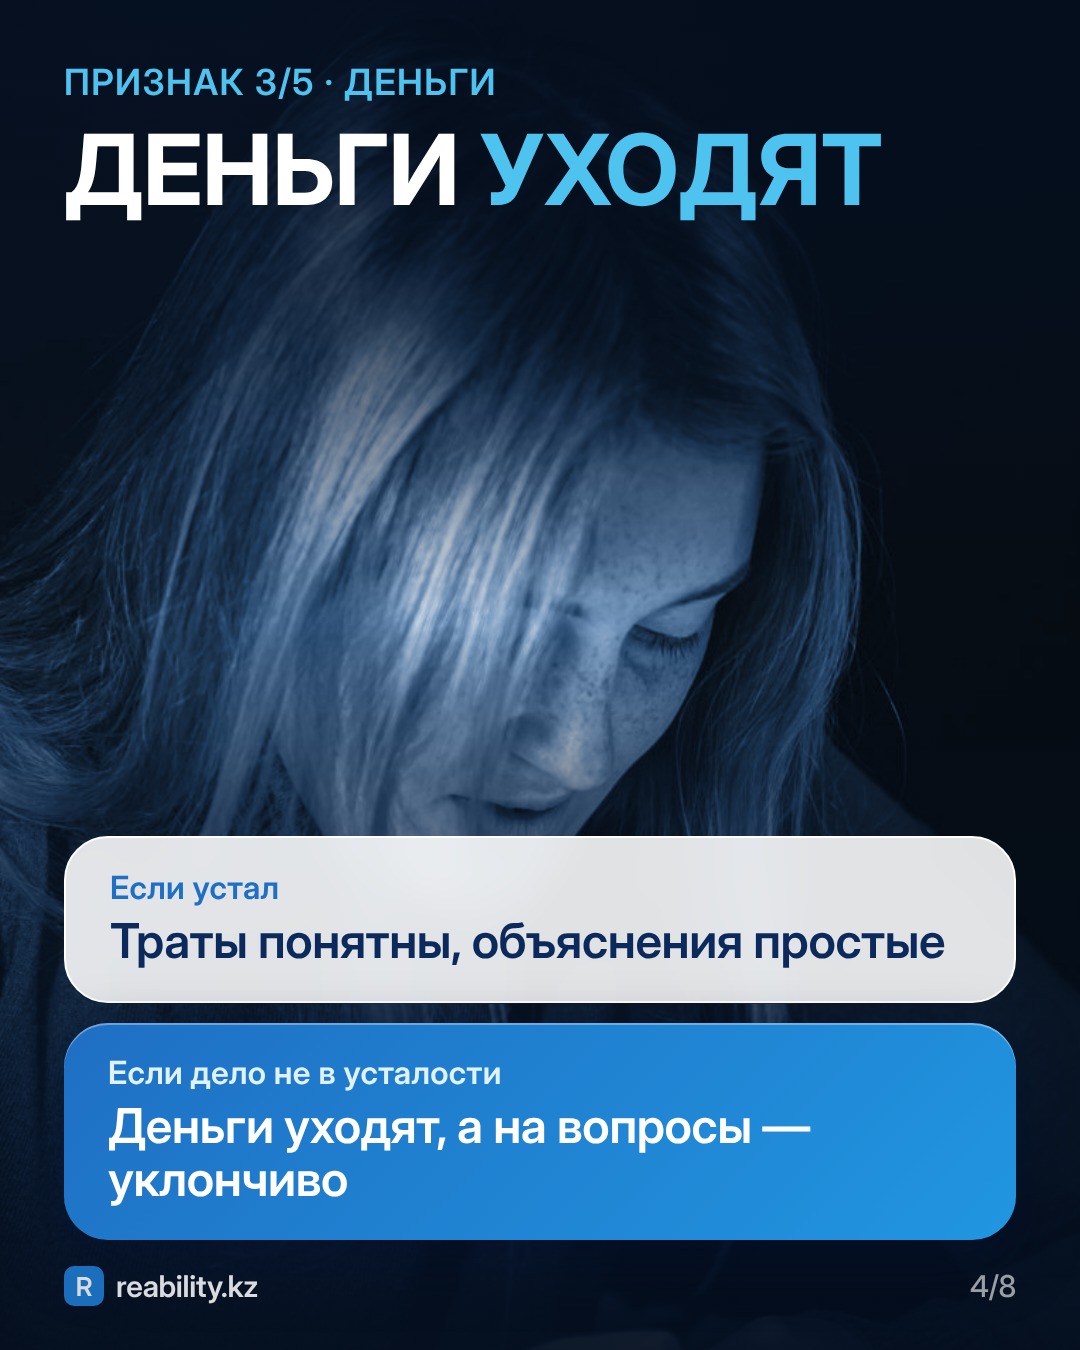 ПРИЗНАК 3/5 · ДЕНЬГИ
ДЕНЬГИ УХОДЯТ
Если устал
Траты понятны, объяснения простые
Если дело не в усталости
Деньги уходят, а на вопросы —
уклончиво
R reability.kz
4/8